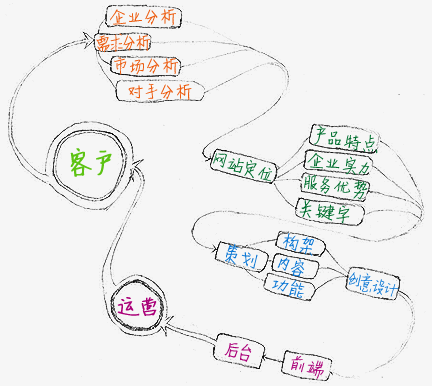 企业分析
需求分析
市场分析
对手分析
客户
网站定位
产品特点
企业实力
服务优势
关键字
策划
构架
内容
功能
创意设计
前端
后台
运营